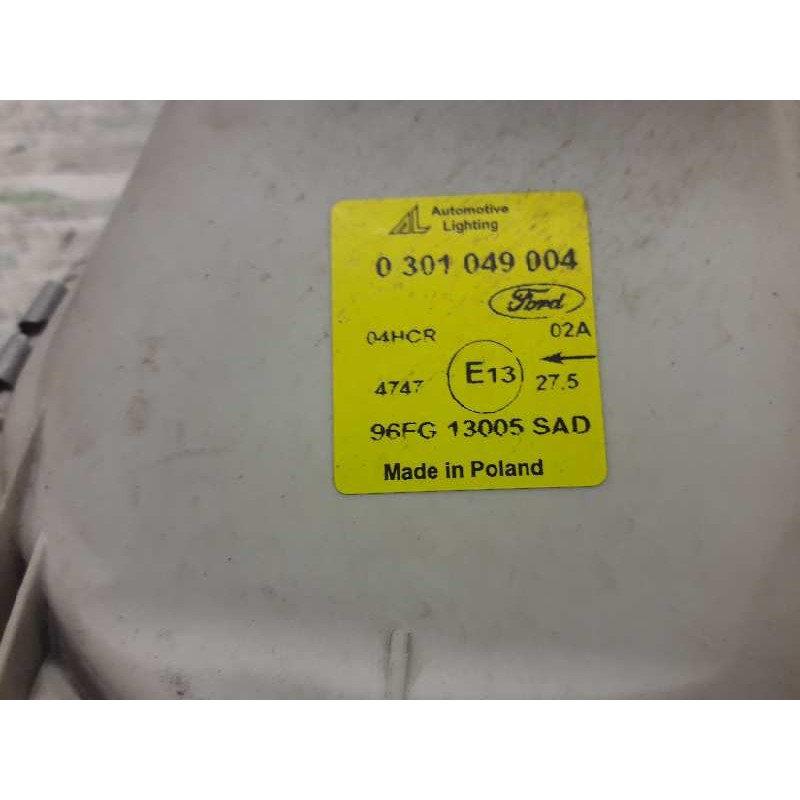 AL Automotive
Lighting
0 301 049 004
Ford
04HCR 02A
4747 E13 27.5
96FG 13005 SAD
Made in Poland